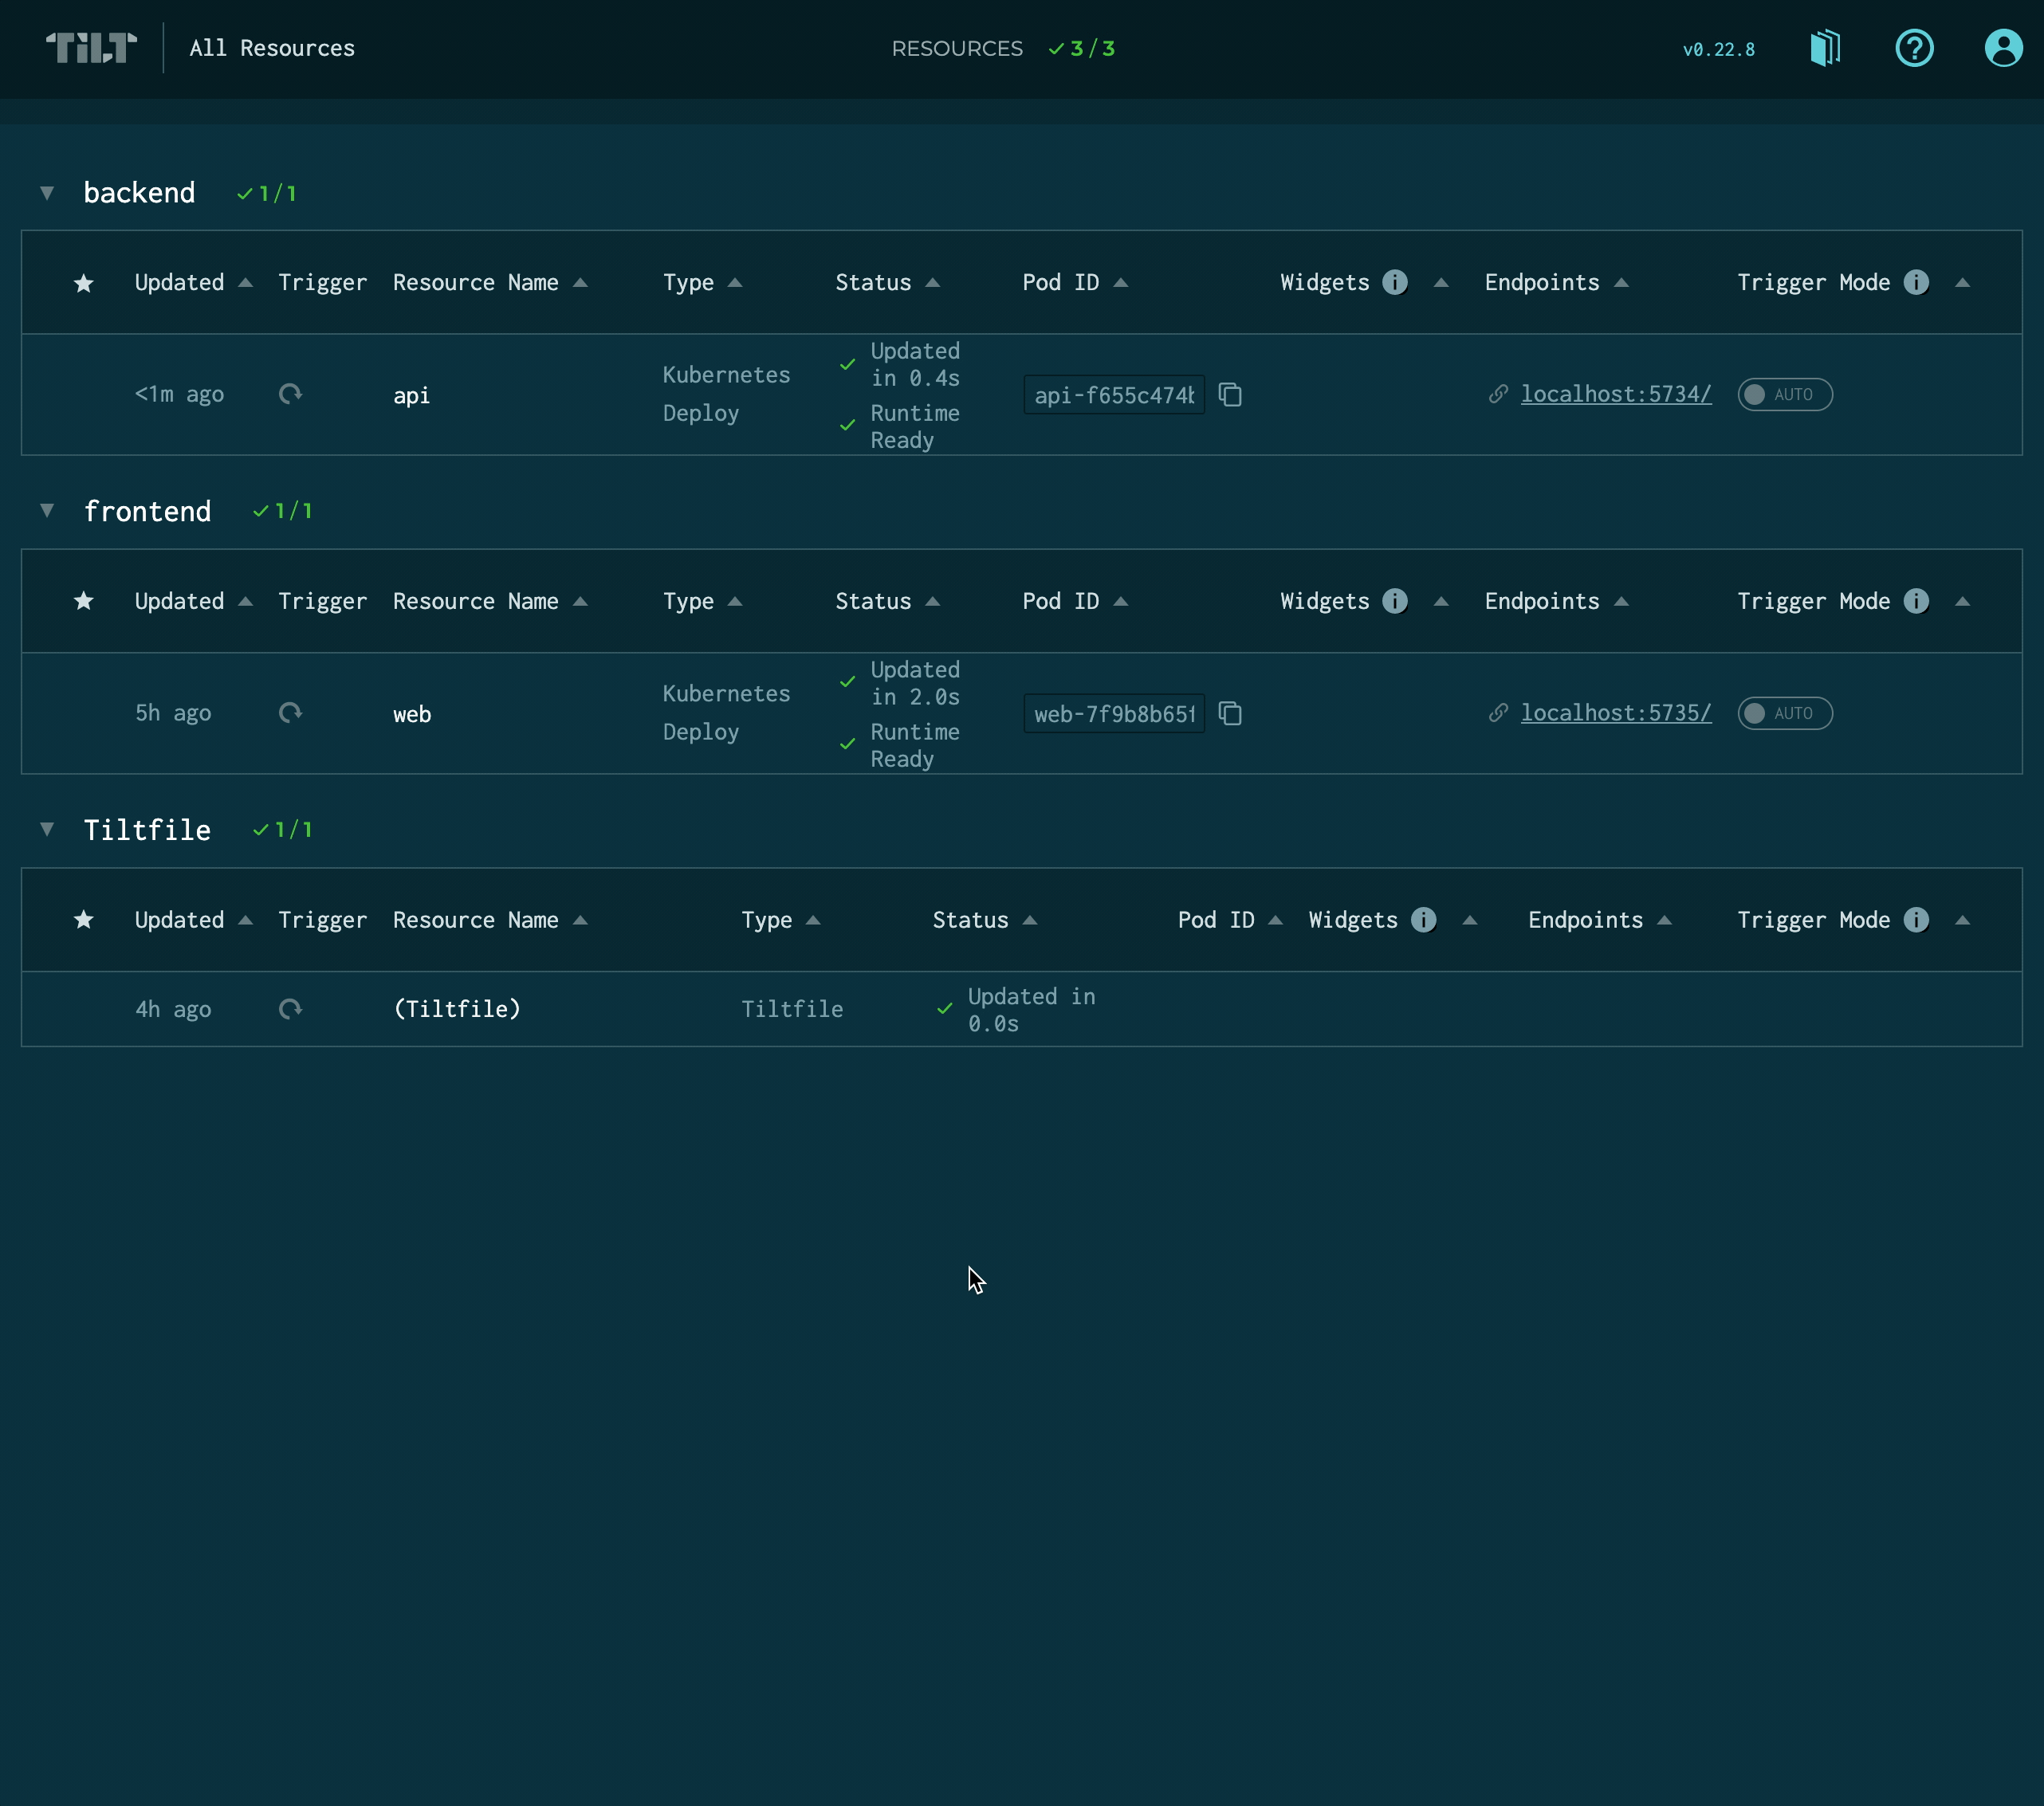 TILT All Resources RESOURCES 3/3 v0.22.8
backend 1/1
Updated Trigger Resource Name Type Status Pod ID Widgets Endpoints Trigger Mode
<1m ago api Kubernetes Deploy Updated in 0.4s Runtime Ready localhost:5734/ AUTO
frontend 1/1
Updated Trigger Resource Name Type Status Pod ID Widgets Endpoints Trigger Mode
5h ago web Kubernetes Deploy Updated in 2.0s Runtime Ready localhost:5735/ AUTO
Tiltfile 1/1
Updated Trigger Resource Name Type Status Pod ID Widgets Endpoints Trigger Mode
4h ago (Tiltfile) Tiltfile Updated in 0.0s